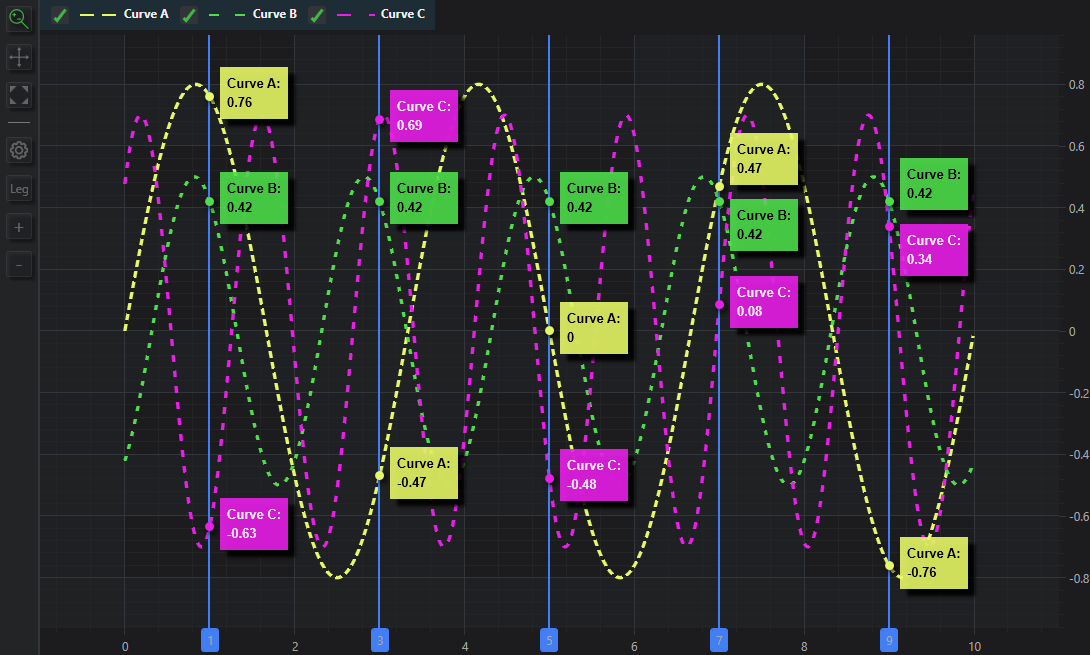 Curve A Curve B Curve C
Leg
+
-
Curve A:
0.76
Curve B:
0.42
Curve C:
-0.63
Curve C:
0.69
Curve B:
0.42
Curve A:
-0.47
Curve B:
0.42
Curve A:
0
Curve C:
-0.48
Curve A:
0.47
Curve B:
0.42
Curve C:
0.08
Curve B:
0.42
Curve C:
0.34
Curve A:
-0.76
0.8
0.6
0.4
0.2
0
-0.2
-0.4
-0.6
-0.8
0 1 2 3 4 5 6 7 8 9 10